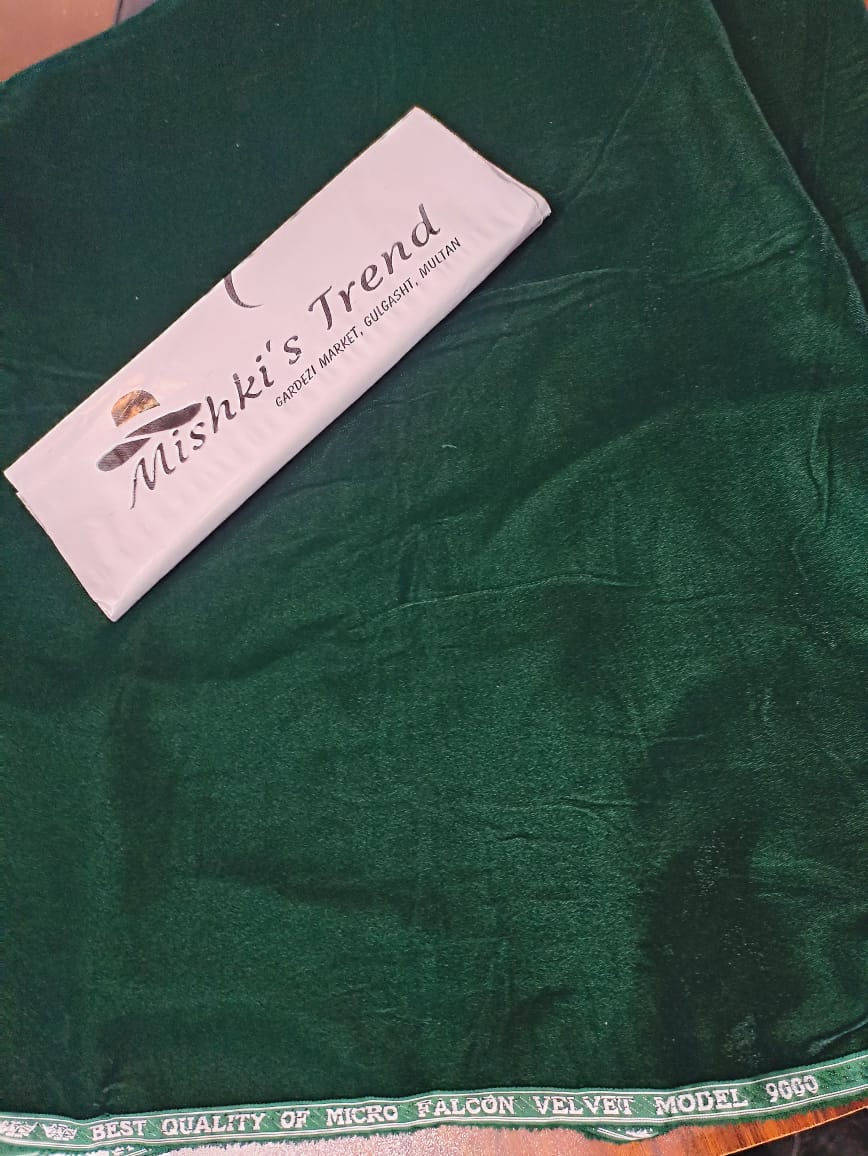 Mishki's Trend
GARDEZI MARKET, GULGASHT, MULTAN
BEST QUALITY OF MICRO FALCON VELVET MODEL 9000